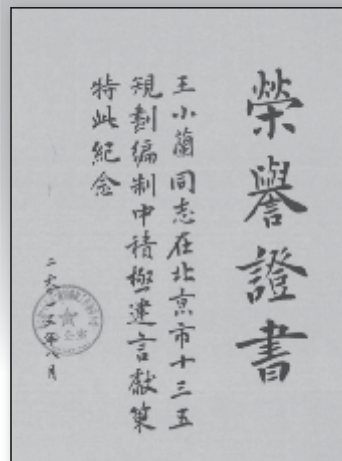 榮譽證書
王小蘭同志在北京市十三五
規劃編制中積極建言獻策
特此紀念